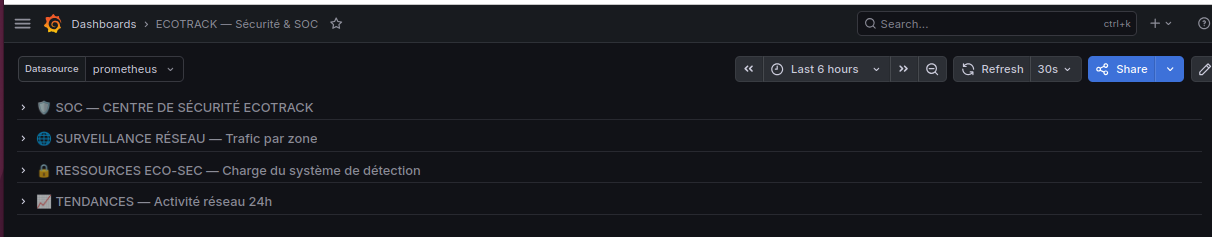 Dashboards › ECOTRACK — Sécurité & SOC Search... ctrl+k
Datasource prometheus Last 6 hours Refresh 30s Share
SOC — CENTRE DE SÉCURITÉ ECOTRACK
SURVEILLANCE RÉSEAU — Trafic par zone
RESSOURCES ECO-SEC — Charge du système de détection
TENDANCES — Activité réseau 24h